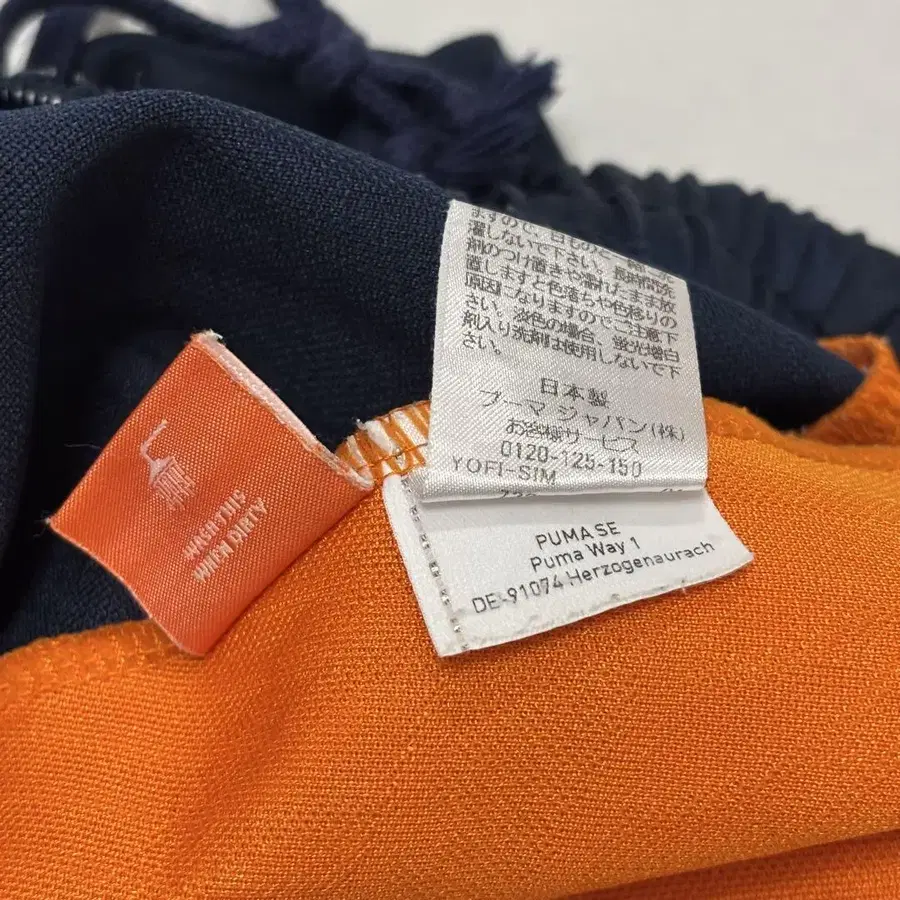 WASH THIS
WHEN DIRTY
ますので、白ものと一緒に
濯しないで下さい。長時間洗
剤のつけ置きや濡れたまま放
置しますと色落ちや色移りの
原因になりますのでご注意下
さい。淡色の場合、蛍光増白
剤入り洗剤は使用しないで下
さい。
日本製
プーマ ジャパン(株)
お客様サービス
0120-125-150
YOFI-SIM
PUMA SE
Puma Way 1
DE-91074 Herzogenaurach